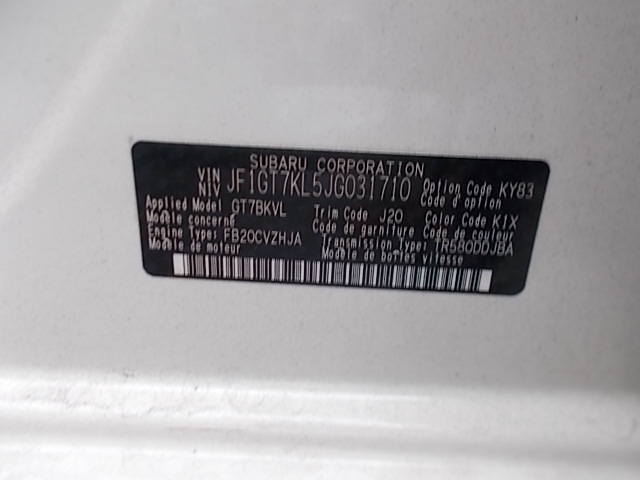 SUBARU CORPORATION
VIN
NIV JF1GT7KL5JG031710 Option Code KY83
Code d'option
Applied Model GT7BKVL Trim Code J20 Color Code K1X
Modèle concerné Code de garniture Code de couleur
Engine Types FB20CVZHJA Transmission Types TR580DDJBA
Modèle de moteur Modèle de boîtes vitesse